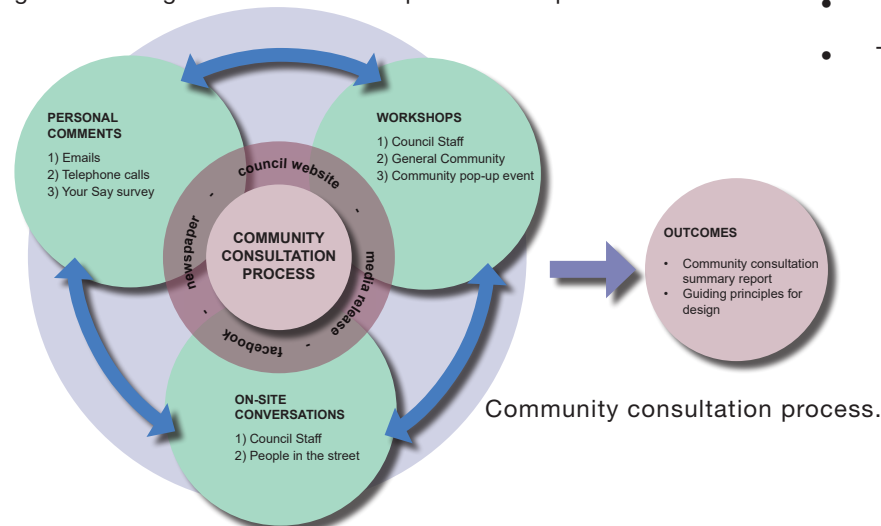 PERSONAL
COMMENTS
1) Emails
2) Telephone calls
3) Your Say survey
WORKSHOPS
1) Council Staff
2) General Community
3) Community pop-up event
council website -
media release -
facebook -
newspaper -
COMMUNITY
CONSULTATION
PROCESS
ON-SITE
CONVERSATIONS
1) Council Staff
2) People in the street
OUTCOMES
• Community consultation
summary report
• Guiding principles for
design
Community consultation process.